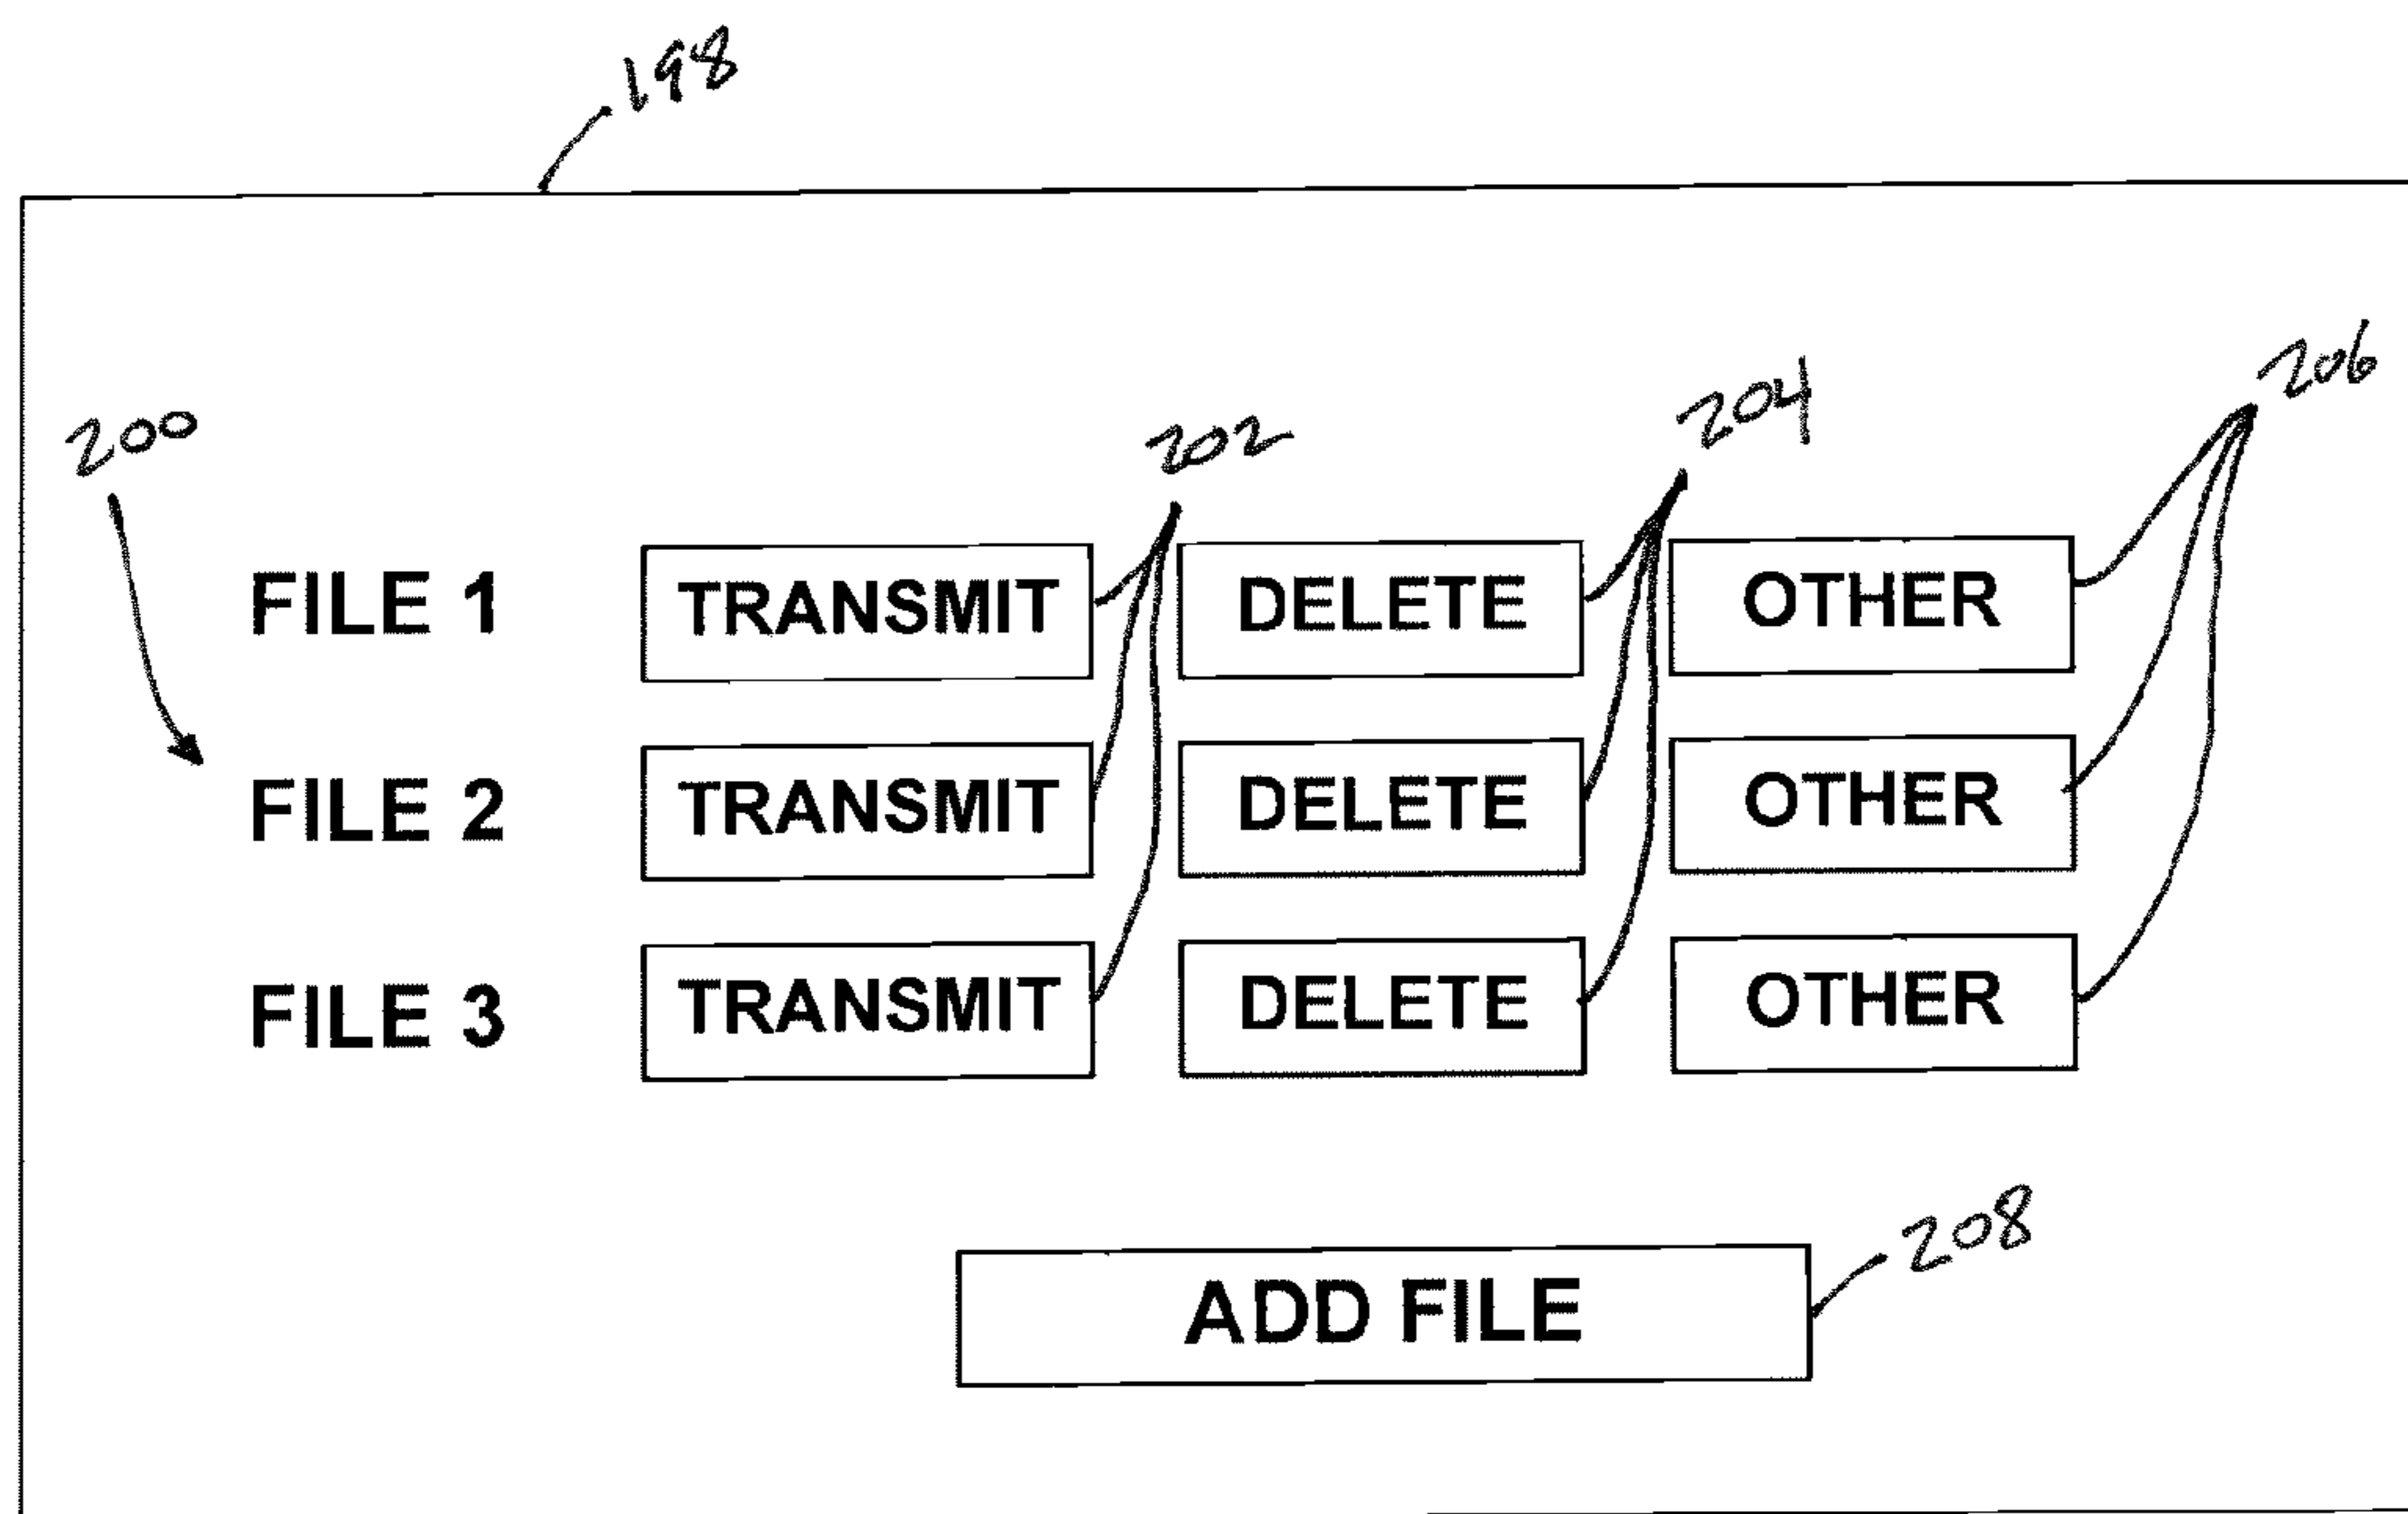 198
206
204
200
202
FILE 1 TRANSMIT DELETE OTHER
FILE 2 TRANSMIT DELETE OTHER
FILE 3 TRANSMIT DELETE OTHER
208
ADD FILE